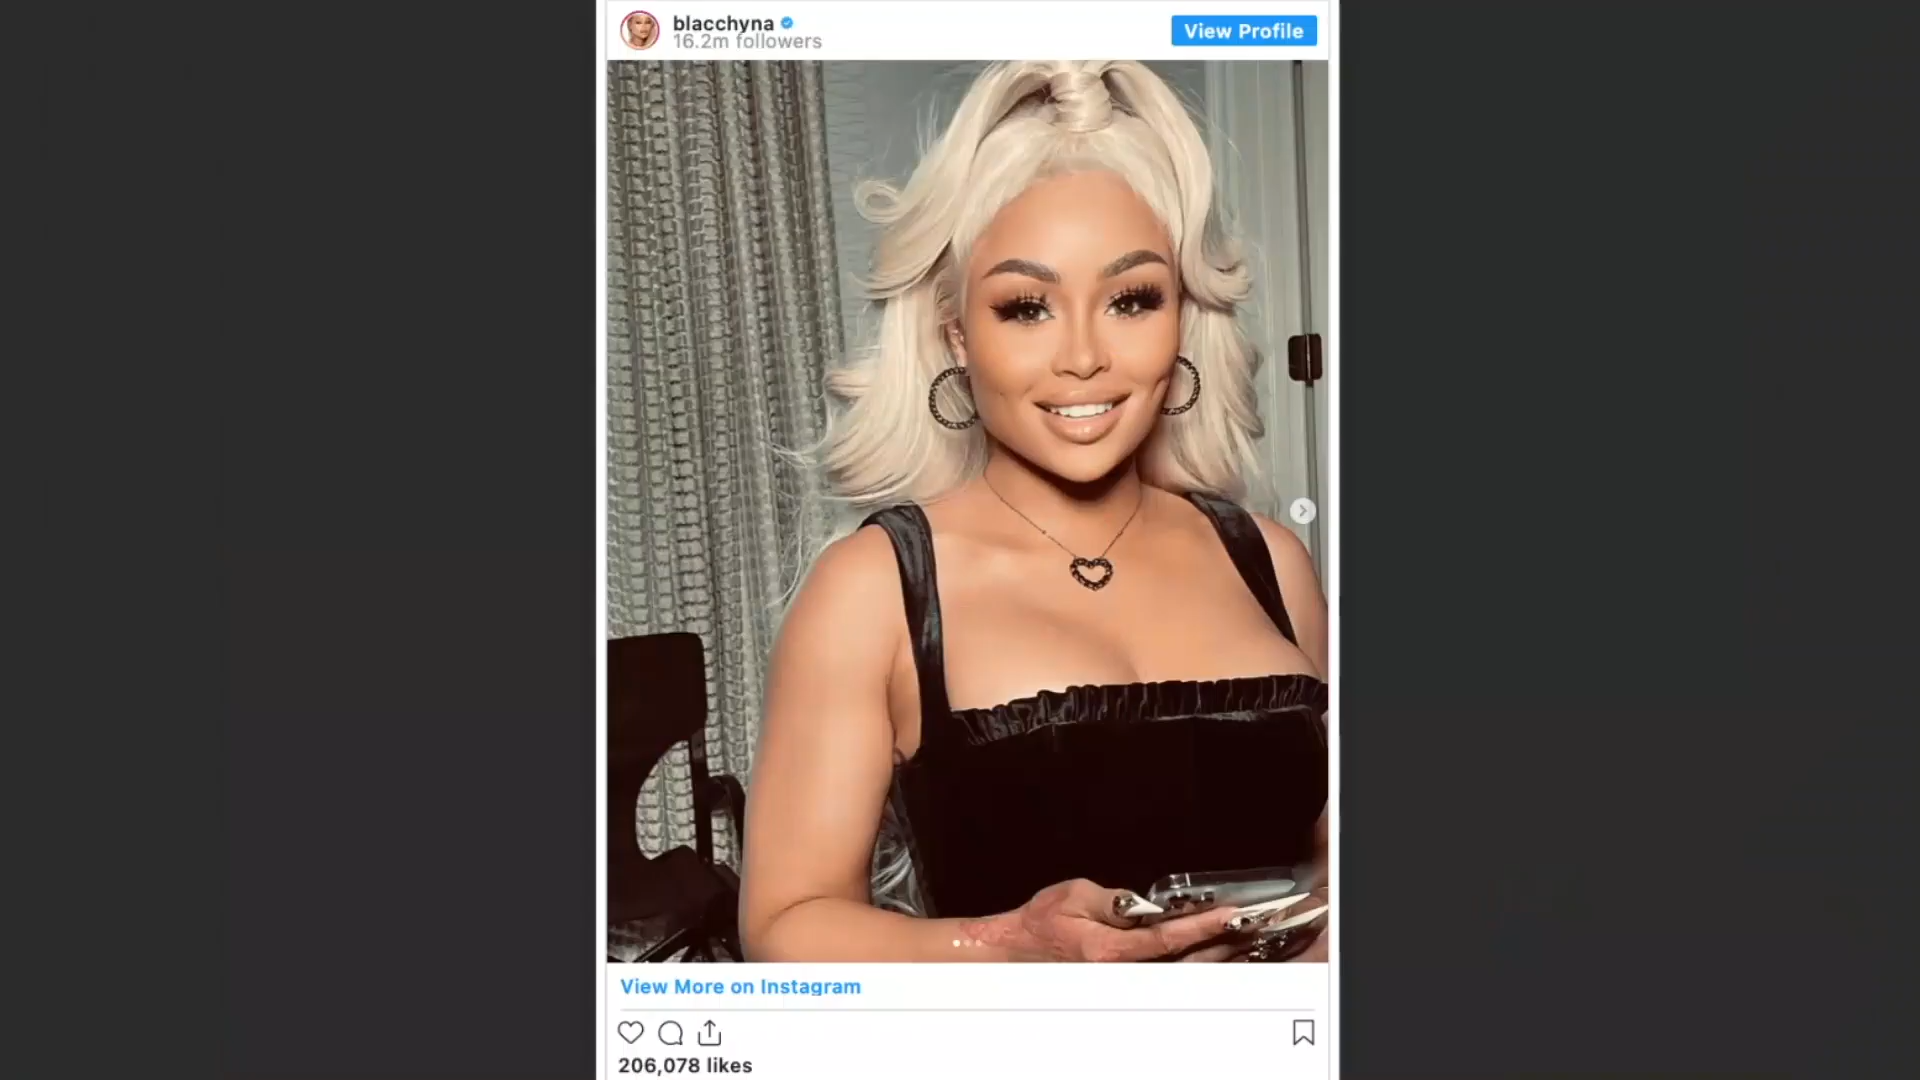 blacchyna
16.2m followers
View Profile
View More on Instagram
206,078 likes